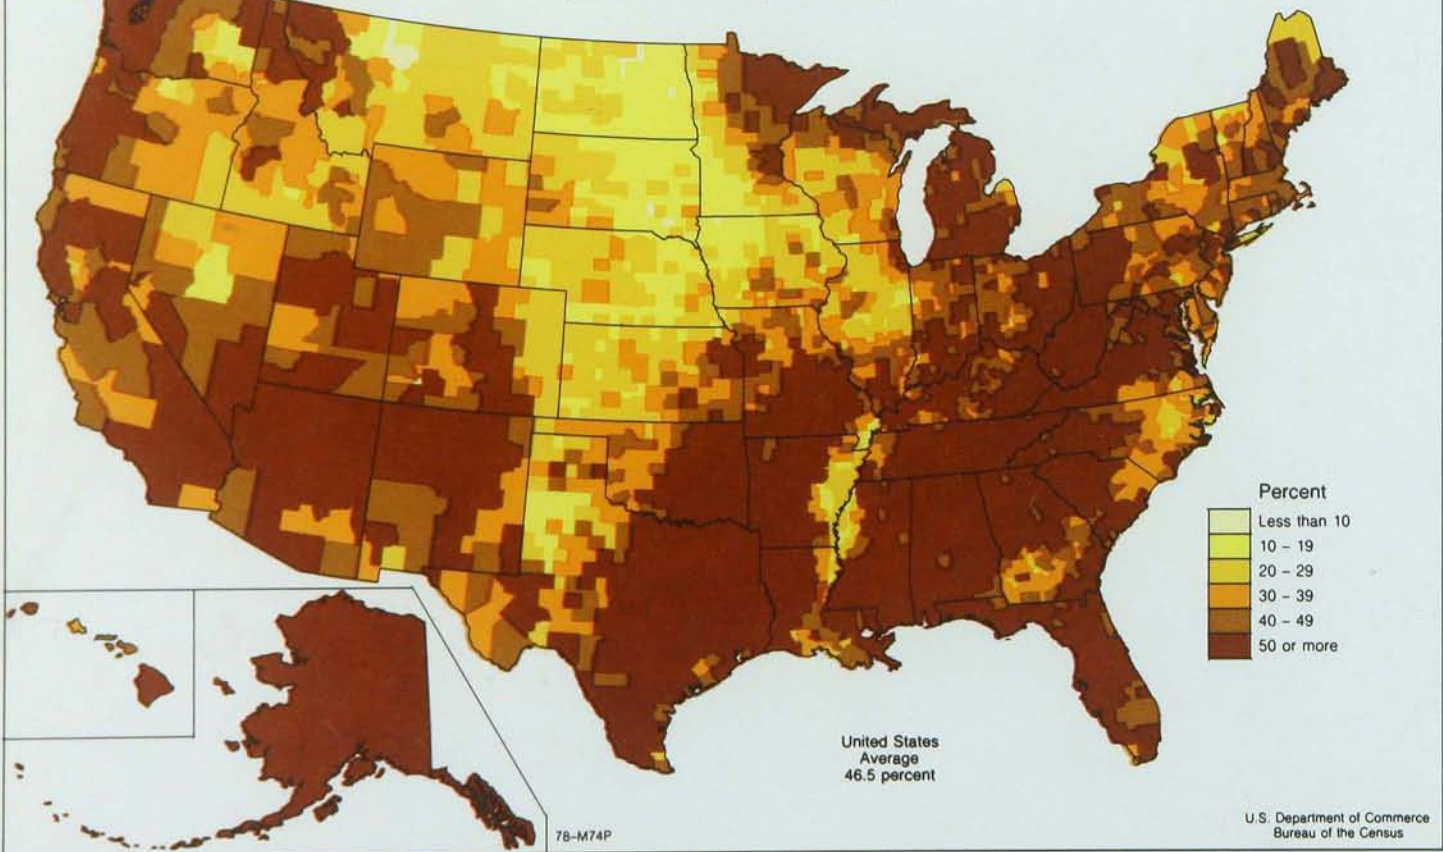 Percent
Less than 10
10 – 19
20 – 29
30 – 39
40 – 49
50 or more
United States
Average
46.5 percent
78–M74P
U.S. Department of Commerce
Bureau of the Census